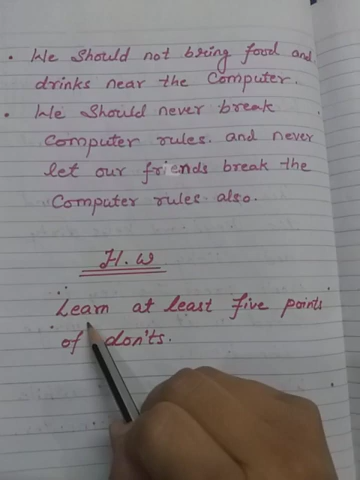 • We Should not bring food and
drinks near the Computer.
• We Should never break
Computer rules. and never
let our friends break the
Computer rules also.
H.W
Learn at least five points
of don'ts.